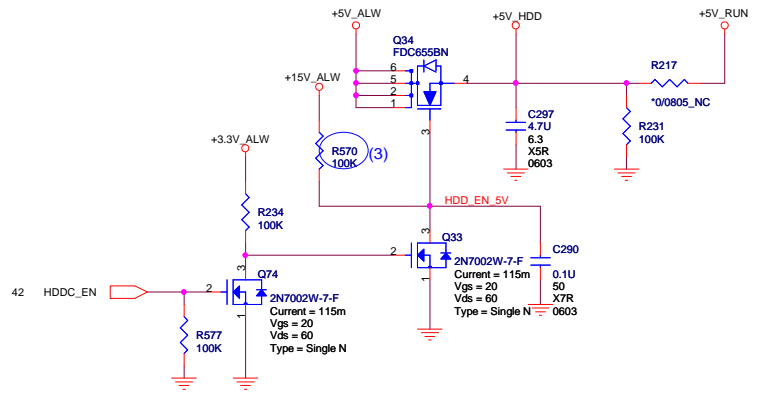 +5V_ALW
+5V_HDD
+5V_RUN
Q34
FDC655BN
6
5
2
1
4
3
R217
*0/0805_NC
+15V_ALW
C297
4.7U
6.3
X5R
0603
R231
100K
+3.3V_ALW
R570
100K
(3)
HDD_EN_5V
R234
100K
3
Q33
2
1
2N7002W-7-F
Current = 115m
Vgs = 20
Vds = 60
Type = Single N
C290
0.1U
50
X7R
0603
3
Q74
42 HDDC_EN
2
1
2N7002W-7-F
Current = 115m
Vgs = 20
Vds = 60
Type = Single N
R577
100K